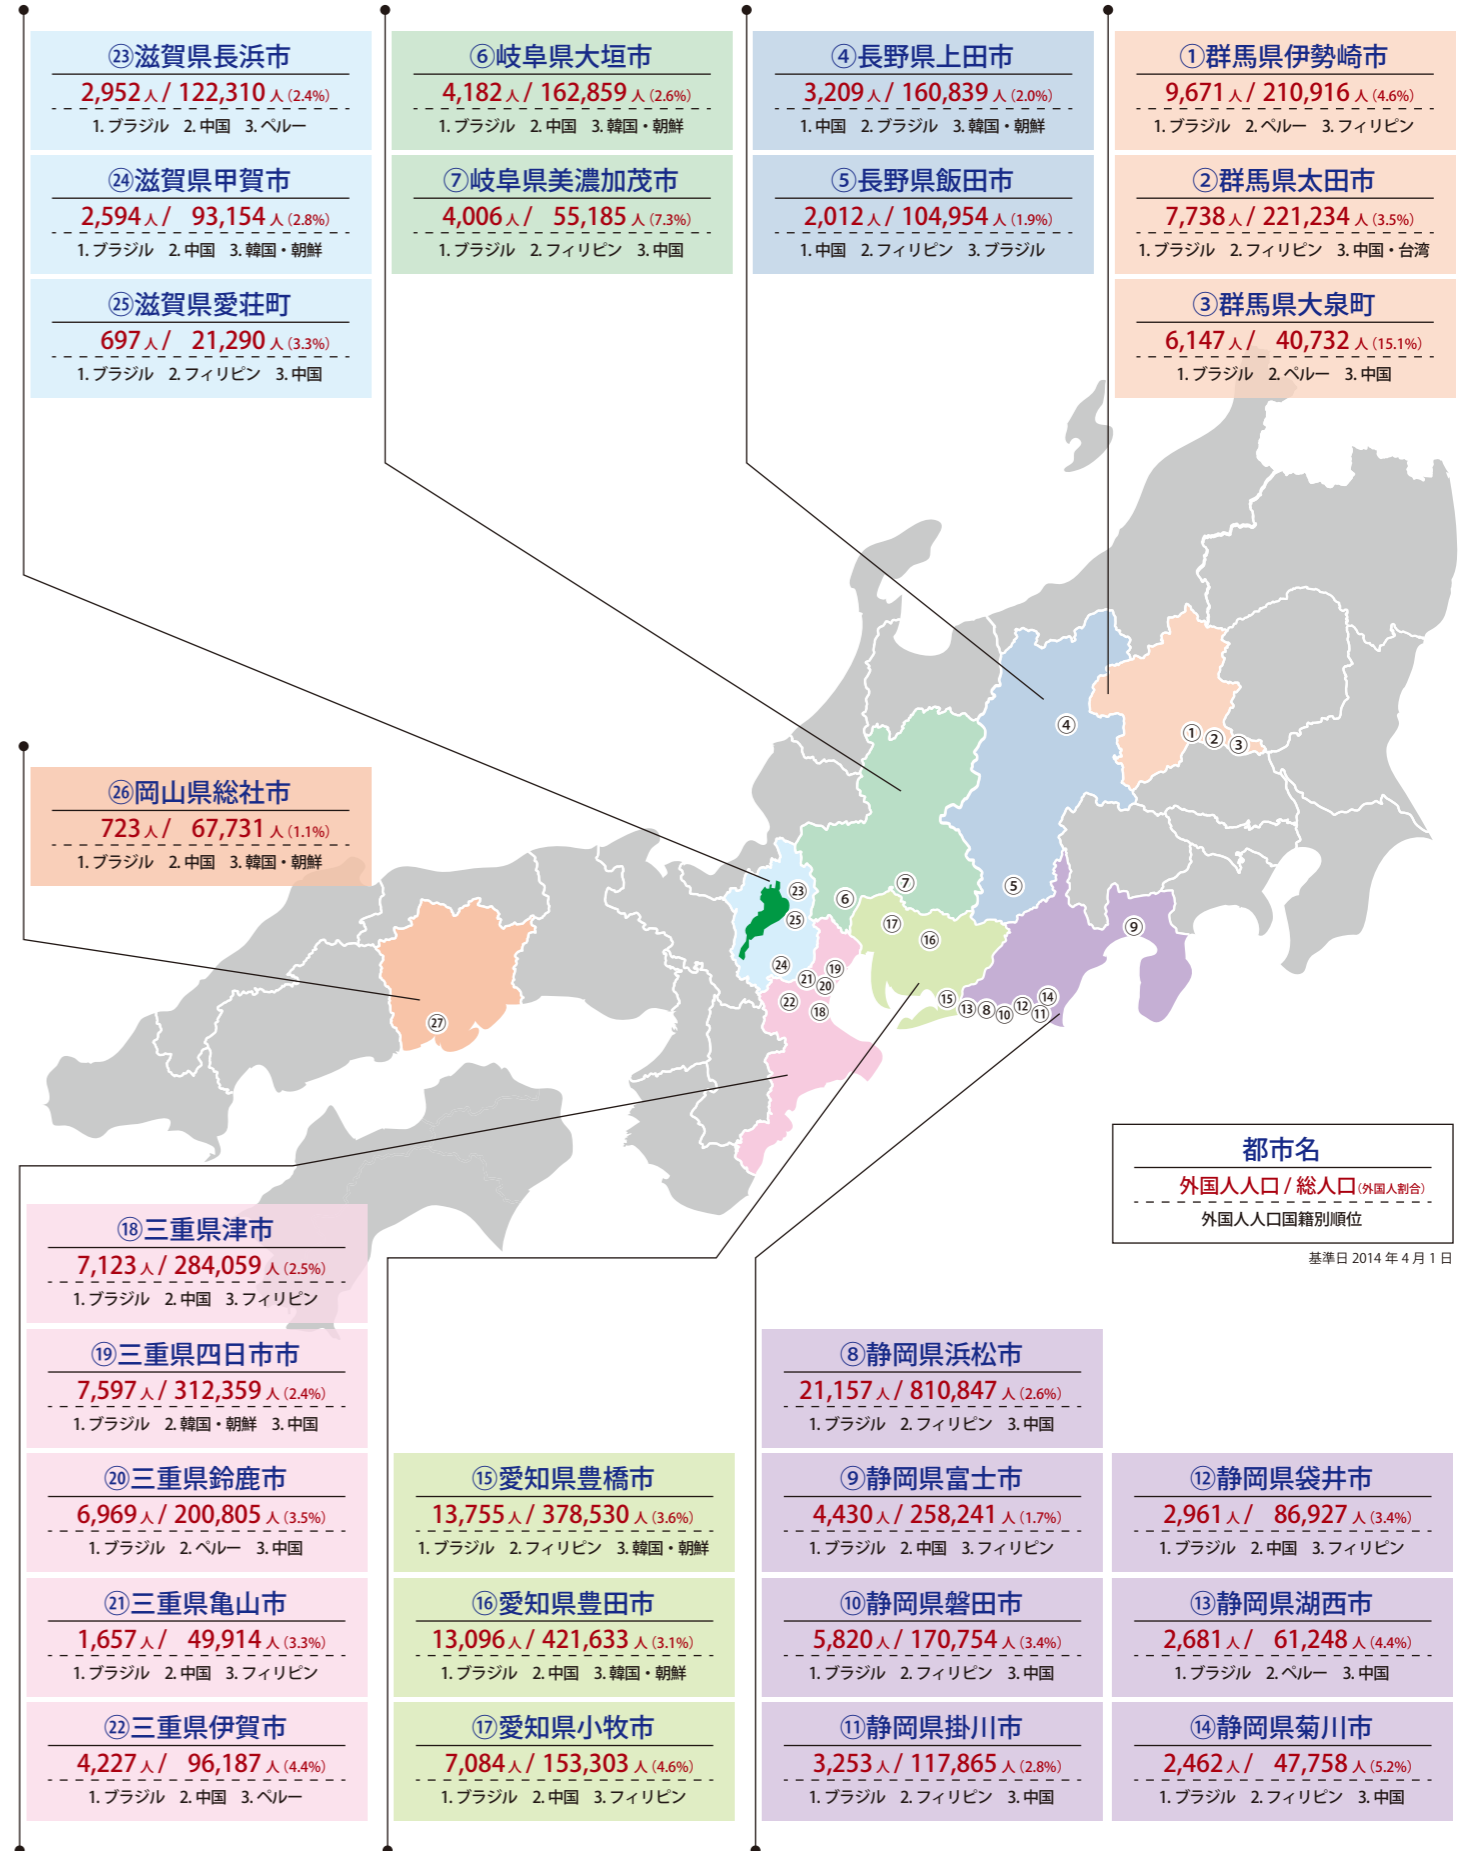 ㉓滋賀県長浜市
2,952人/ 122,310人(2.4%)
1. ブラジル 2. 中国 3. ペルー
㉔滋賀県甲賀市
2,594人/ 93,154人(2.8%)
1. ブラジル 2. 中国 3. 韓国・朝鮮
㉕滋賀県愛荘町
697人/ 21,290人(3.3%)
1. ブラジル 2. フィリピン 3. 中国
⑥岐阜県大垣市
4,182人/ 162,859人(2.6%)
1. ブラジル 2. 中国 3. 韓国・朝鮮
⑦岐阜県美濃加茂市
4,006人/ 55,185人(7.3%)
1. ブラジル 2. フィリピン 3. 中国
④長野県上田市
3,209人/ 160,839人(2.0%)
1. 中国 2. ブラジル 3. 韓国・朝鮮
⑤長野県飯田市
2,012人/ 104,954人(1.9%)
1. 中国 2. フィリピン 3. ブラジル
①群馬県伊勢崎市
9,671人/ 210,916人(4.6%)
1. ブラジル 2. ペルー 3. フィリピン
②群馬県太田市
7,738人/ 221,234人(3.5%)
1. ブラジル 2. フィリピン 3. 中国・台湾
③群馬県大泉町
6,147人/ 40,732人(15.1%)
1. ブラジル 2. ペルー 3. 中国
④
①
②
③
㉖岡山県総社市
723人/ 67,731人(1.1%)
1. ブラジル 2. 中国 3. 韓国・朝鮮
㉓
⑥
⑦
⑤
㉕
⑰
⑯
⑨
㉔
㉑
⑲
⑳
㉒
⑱
⑮
⑬
⑧
⑩
⑫
⑪
⑭
㉗
都市名
外国人人口 / 総人口(外国人割合)
外国人人口国籍別順位
基準日 2014 年 4 月 1 日
⑱三重県津市
7,123人/ 284,059人(2.5%)
1. ブラジル 2. 中国 3. フィリピン
⑲三重県四日市市
7,597人/ 312,359人(2.4%)
1. ブラジル 2. 韓国・朝鮮 3. 中国
⑳三重県鈴鹿市
6,969人/ 200,805人(3.5%)
1. ブラジル 2. ペルー 3. 中国
㉑三重県亀山市
1,657人/ 49,914人(3.3%)
1. ブラジル 2. 中国 3. フィリピン
㉒三重県伊賀市
4,227人/ 96,187人(4.4%)
1. ブラジル 2. 中国 3. ペルー
⑮愛知県豊橋市
13,755人/ 378,530人(3.6%)
1. ブラジル 2. フィリピン 3. 韓国・朝鮮
⑯愛知県豊田市
13,096人/ 421,633人(3.1%)
1. ブラジル 2. 中国 3. 韓国・朝鮮
⑰愛知県小牧市
7,084人/ 153,303人(4.6%)
1. ブラジル 2. 中国 3. フィリピン
⑧静岡県浜松市
21,157人/ 810,847人(2.6%)
1. ブラジル 2. フィリピン 3. 中国
⑨静岡県富士市
4,430人/ 258,241人(1.7%)
1. ブラジル 2. 中国 3. フィリピン
⑩静岡県磐田市
5,820人/ 170,754人(3.4%)
1. ブラジル 2. フィリピン 3. 中国
⑪静岡県掛川市
3,253人/ 117,865人(2.8%)
1. ブラジル 2. フィリピン 3. 中国
⑫静岡県袋井市
2,961人/ 86,927人(3.4%)
1. ブラジル 2. 中国 3. フィリピン
⑬静岡県湖西市
2,681人/ 61,248人(4.4%)
1. ブラジル 2. ペルー 3. 中国
⑭静岡県菊川市
2,462人/ 47,758人(5.2%)
1. ブラジル 2. フィリピン 3. 中国